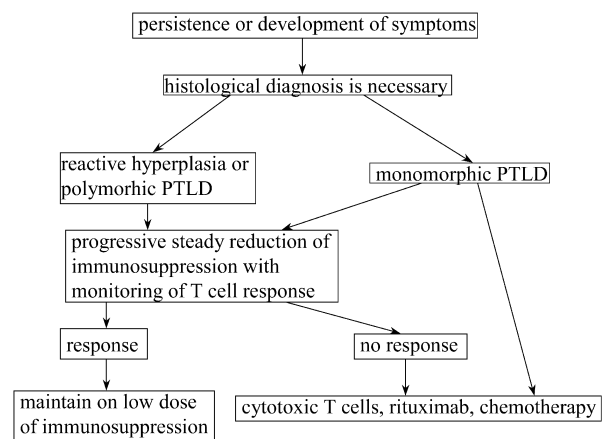 persistence or development of symptoms
histological diagnosis is necessary
reactive hyperplasia or
polymorhic PTLD
monomorphic PTLD
progressive steady reduction of
immunosuppression with
monitoring of T cell response
response
no response
maintain on low dose
of immunosuppression
cytotoxic T cells, rituximab, chemotherapy